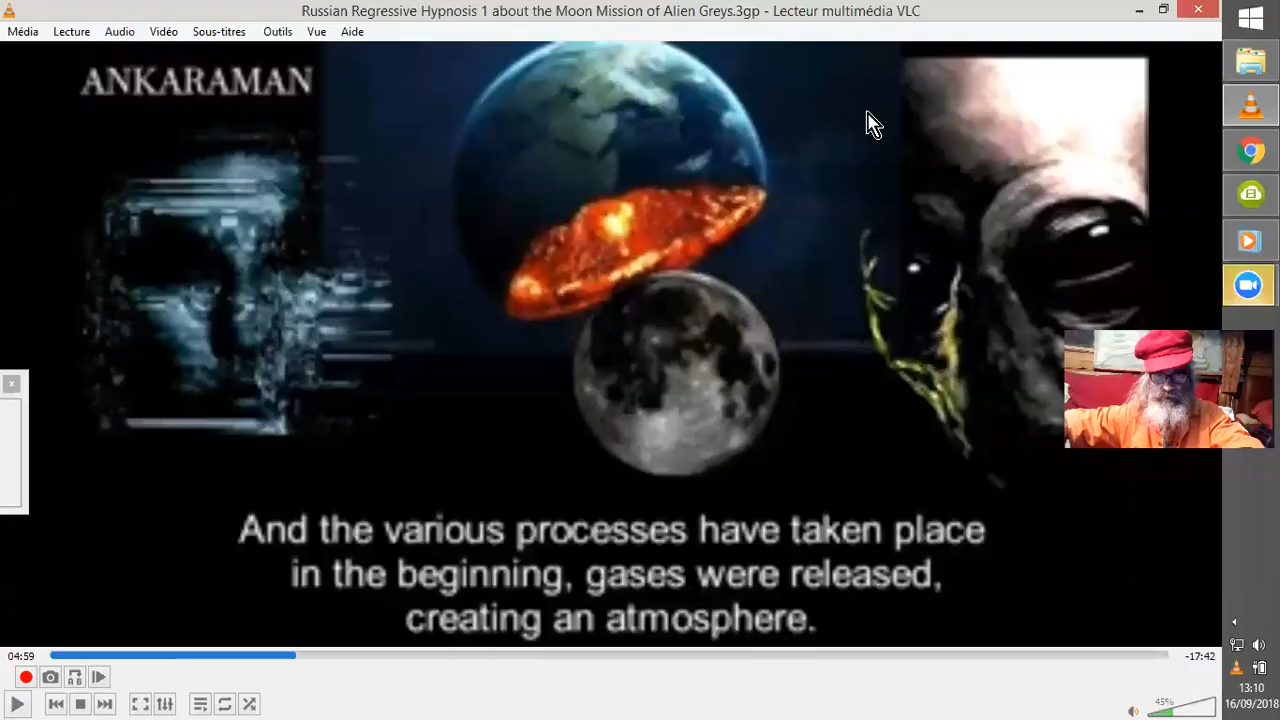 Russian Regressive Hypnosis 1 about the Moon Mission of Alien Greys.3gp - Lecteur multimédia VLC
Média Lecture Audio Vidéo Sous-titres Outils Vue Aide
ANKARAMAN
And the various processes have taken place
in the beginning, gases were released,
creating an atmosphere.
04:59
-17:42
45%
13:10
16/09/2018